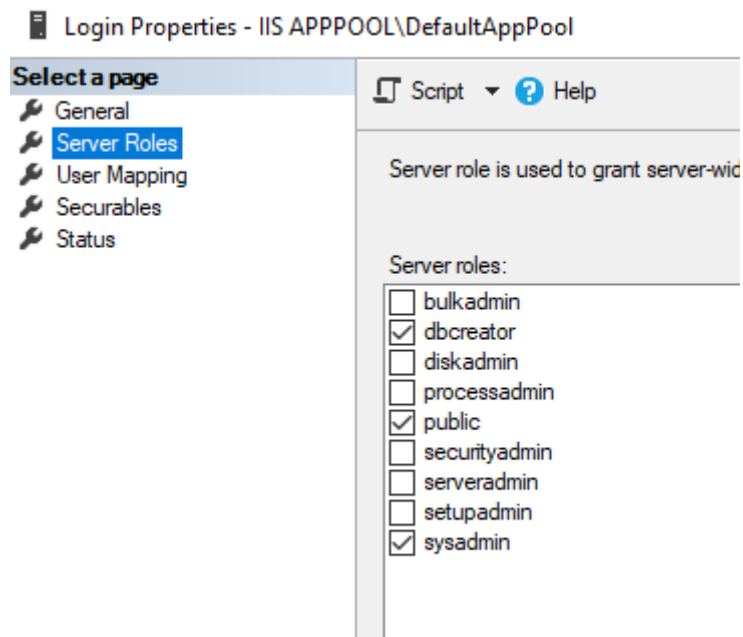 Login Properties - IIS APPPOOL\DefaultAppPool
Select a page
General
Server Roles
User Mapping
Securables
Status
Script
Help
Server role is used to grant server-wid
Server roles:
bulkadmin
dbcreator
diskadmin
processadmin
public
securityadmin
serveradmin
setupadmin
sysadmin